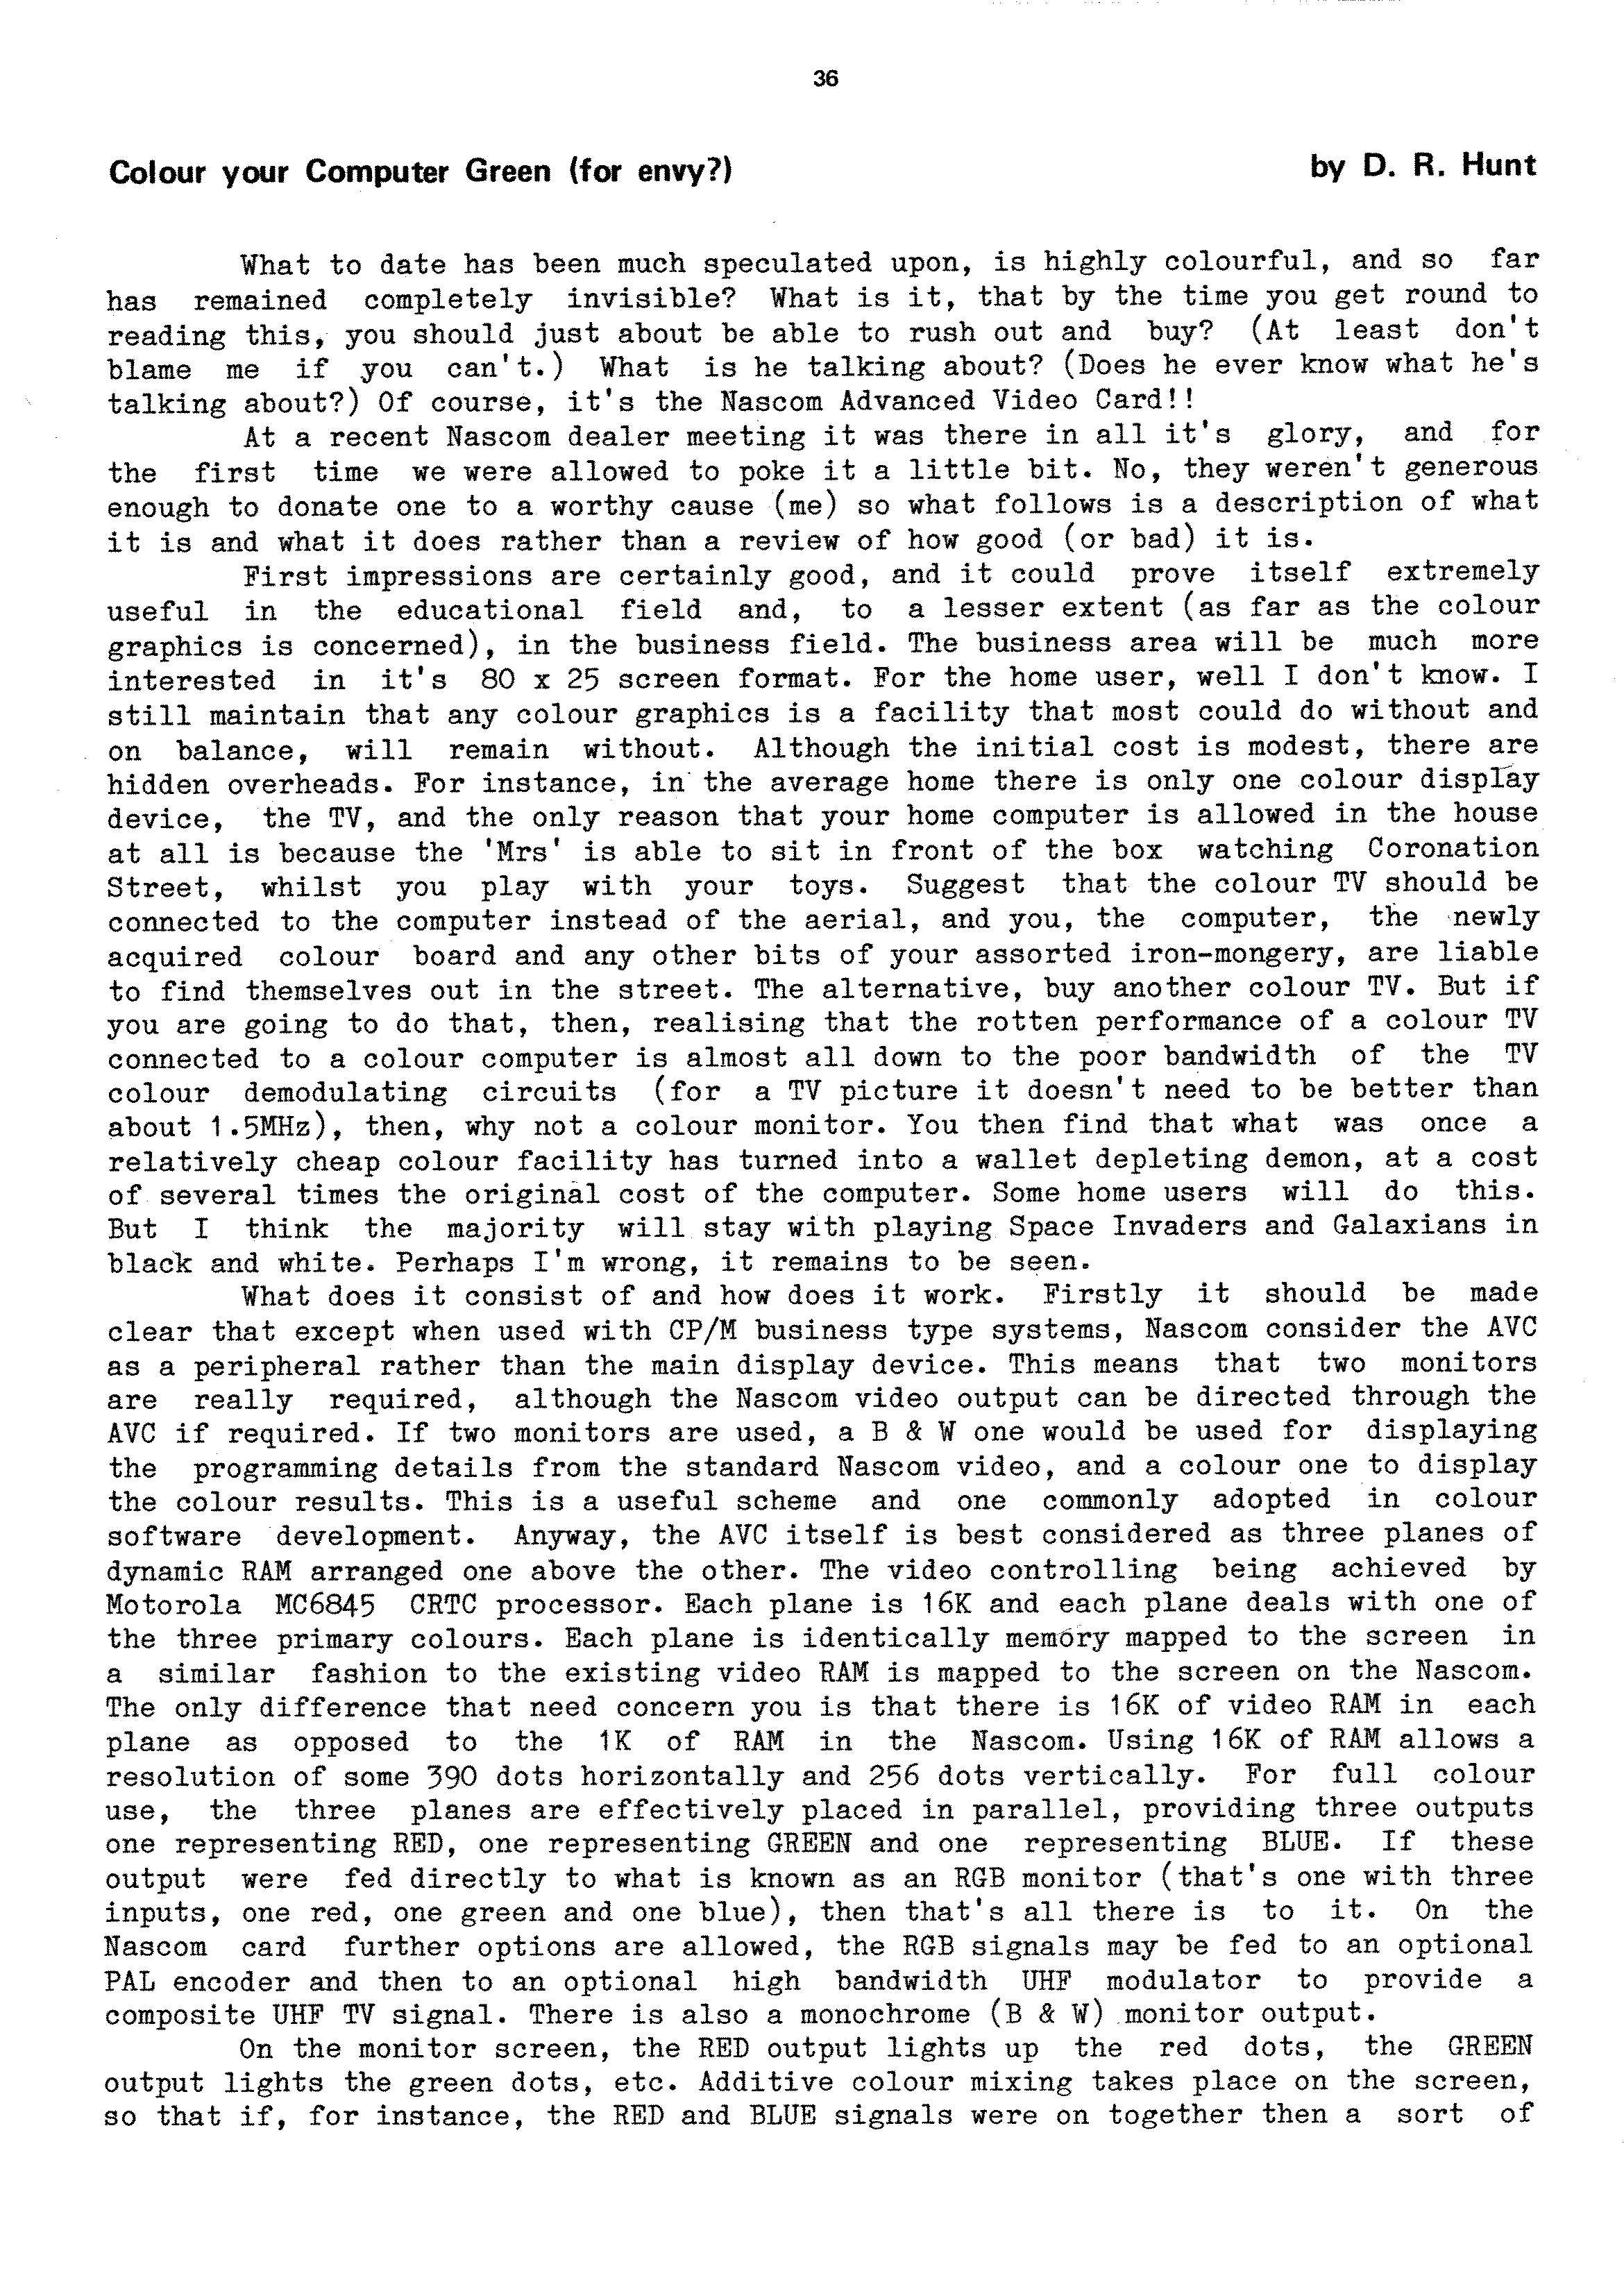 36
Colour your Computer Green (for envy?) by D. R. Hunt
What to date has been much speculated upon, is highly colourful, and so far
has remained completely invisible? What is it, that by the time you get round to
reading this, you should just about be able to rush out and buy? (At least don't
blame me if you can't.) What is he talking about? (Does he ever know what he's
talking about?) Of course, it's the Nascom Advanced Video Card!!
At a recent Nascom dealer meeting it was there in all it's glory, and for
the first time we were allowed to poke it a little bit. No, they weren't generous
enough to donate one to a worthy cause (me) so what follows is a description of what
it is and what it does rather than a review of how good (or bad) it is.
First impressions are certainly good, and it could prove itself extremely
useful in the educational field and, to a lesser extent (as far as the colour
graphics is concerned), in the business field. The business area will be much more
interested in it's 80 x 25 screen format. For the home user, well I don't know. I
still maintain that any colour graphics is a facility that most could do without and
on balance, will remain without. Although the initial cost is modest, there are
hidden overheads. For instance, in the average home there is only one colour display
device, the TV, and the only reason that your home computer is allowed in the house
at all is because the 'Mrs' is able to sit in front of the box watching Coronation
Street, whilst you play with your toys. Suggest that the colour TV should be
connected to the computer instead of the aerial, and you, the computer, the newly
acquired colour board and any other bits of your assorted iron-mongery, are liable
to find themselves out in the street. The alternative, buy another colour TV. But if
you are going to do that, then, realising that the rotten performance of a colour TV
connected to a colour computer is almost all down to the poor bandwidth of the TV
colour demodulating circuits (for a TV picture it doesn't need to be better than
about 1.5MHz), then, why not a colour monitor. You then find that what was once a
relatively cheap colour facility has turned into a wallet depleting demon, at a cost
of several times the original cost of the computer. Some home users will do this.
But I think the majority will stay with playing Space Invaders and Galaxians in
black and white. Perhaps I'm wrong, it remains to be seen.
What does it consist of and how does it work. Firstly it should be made
clear that except when used with CP/M business type systems, Nascom consider the AVC
as a peripheral rather than the main display device. This means that two monitors
are really required, although the Nascom video output can be directed through the
AVC if required. If two monitors are used, a B & W one would be used for displaying
the programming details from the standard Nascom video, and a colour one to display
the colour results. This is a useful scheme and one commonly adopted in colour
software development. Anyway, the AVC itself is best considered as three planes of
dynamic RAM arranged one above the other. The video controlling being achieved by
Motorola MC6845 CRTC processor. Each plane is 16K and each plane deals with one of
the three primary colours. Each plane is identically memory mapped to the screen in
a similar fashion to the existing video RAM is mapped to the screen on the Nascom.
The only difference that need concern you is that there is 16K of video RAM in each
plane as opposed to the 1K of RAM in the Nascom. Using 16K of RAM allows a
resolution of some 390 dots horizontally and 256 dots vertically. For full colour
use, the three planes are effectively placed in parallel, providing three outputs
one representing RED, one representing GREEN and one representing BLUE. If these
output were fed directly to what is known as an RGB monitor (that's one with three
inputs, one red, one green and one blue), then that's all there is to it. On the
Nascom card further options are allowed, the RGB signals may be fed to an optional
PAL encoder and then to an optional high bandwidth UHF modulator to provide a
composite UHF TV signal. There is also a monochrome (B & W) monitor output.
On the monitor screen, the RED output lights up the red dots, the GREEN
output lights the green dots, etc. Additive colour mixing takes place on the screen,
so that if, for instance, the RED and BLUE signals were on together then a sort of